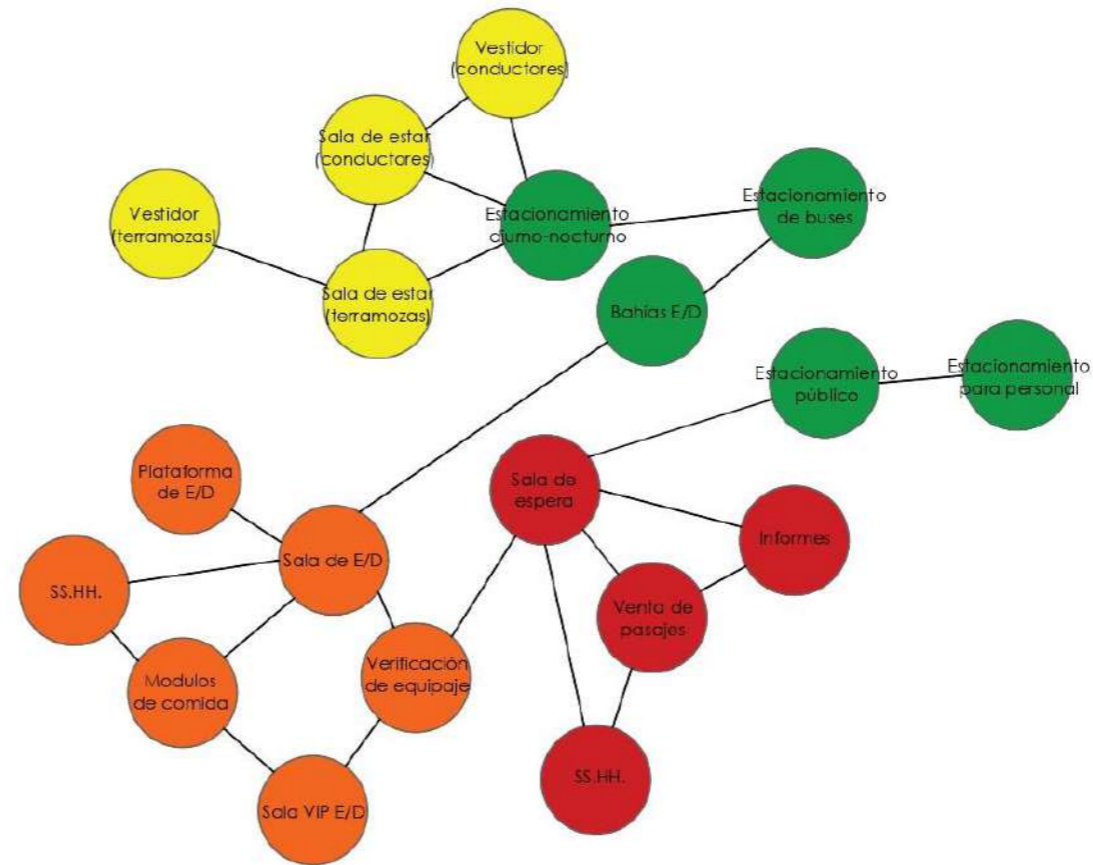 Vestidor
(conductores)
Sala de estar
(conductores)
Vestidor
(terramozas)
Estacionamiento
diurno-nocturno
Estacionamiento
de buses
Sala de estar
(terramozas)
Bahías E/D
Estacionamiento
público
Estacionamiento
para personal
Plataforma
de E/D
Sala de
espera
Informes
Sala de E/D
SS.HH.
Venta de
pasajes
Verificación
de equipaje
Modulos
de comida
SS.HH.
Sala VIP E/D